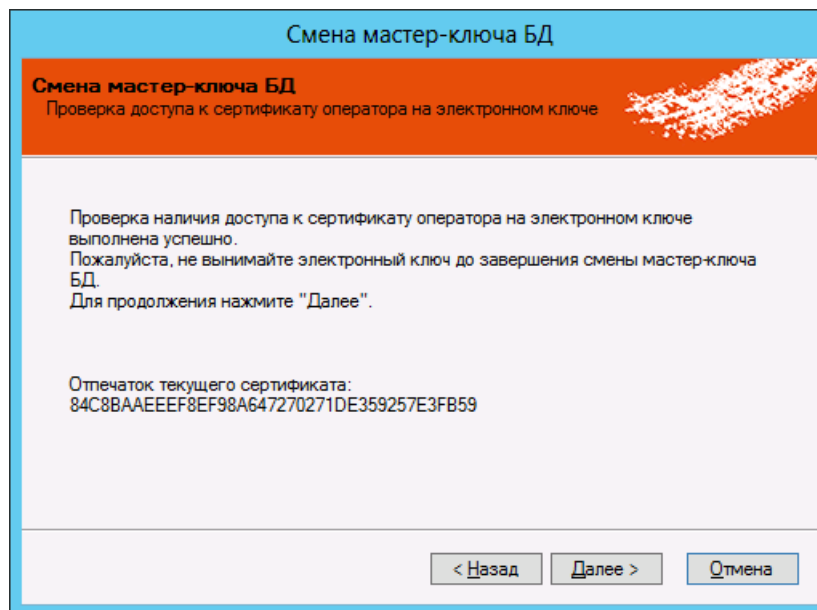 Смена мастер-ключа БД
Смена мастер-ключа БД
Проверка доступа к сертификату оператора на электронном ключе
Проверка наличия доступа к сертификату оператора на электронном ключе
выполнена успешно.
Пожалуйста, не вынимайте электронный ключ до завершения смены мастер-ключа
БД.
Для продолжения нажмите "Далее".
Отпечаток текущего сертификата:
84C8BAAEEEF8EF98A647270271DE359257E3FB59
< Назад Далее > Отмена